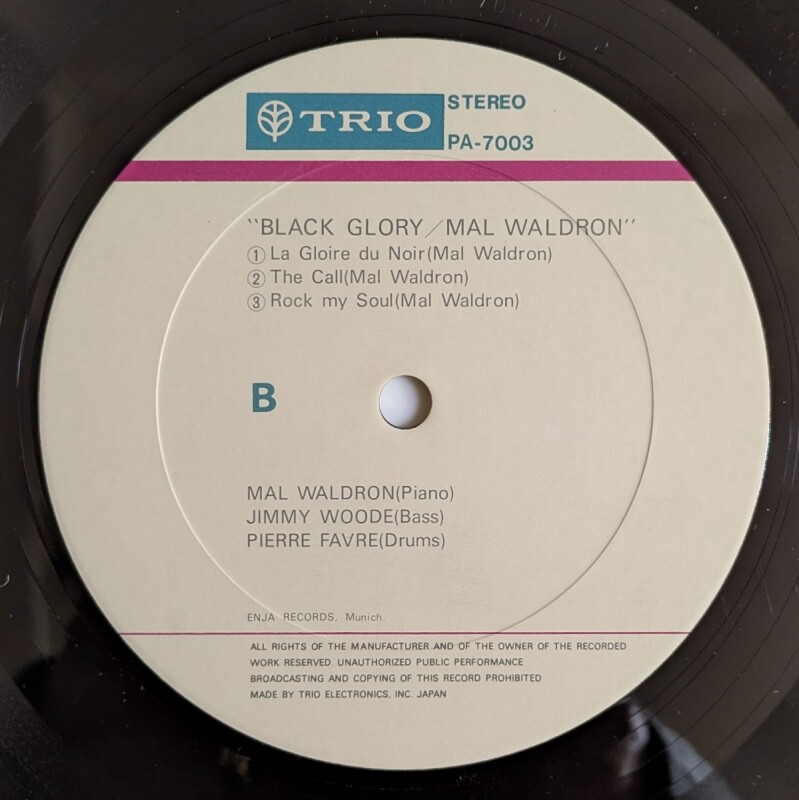 TRIO
STEREO
PA-7003
"BLACK GLORY/MAL WALDRON"
① La Gloire du Noir(Mal Waldron)
② The Call(Mal Waldron)
③ Rock my Soul(Mal Waldron)
B
MAL WALDRON(Piano)
JIMMY WOODE(Bass)
PIERRE FAVRE(Drums)
ENJA RECORDS, Munich.
ALL RIGHTS OF THE MANUFACTURER AND OF THE OWNER OF THE RECORDED
WORK RESERVED. UNAUTHORIZED PUBLIC PERFORMANCE
BROADCASTING AND COPYING OF THIS RECORD PROHIBITED
MADE BY TRIO ELECTRONICS, INC. JAPAN